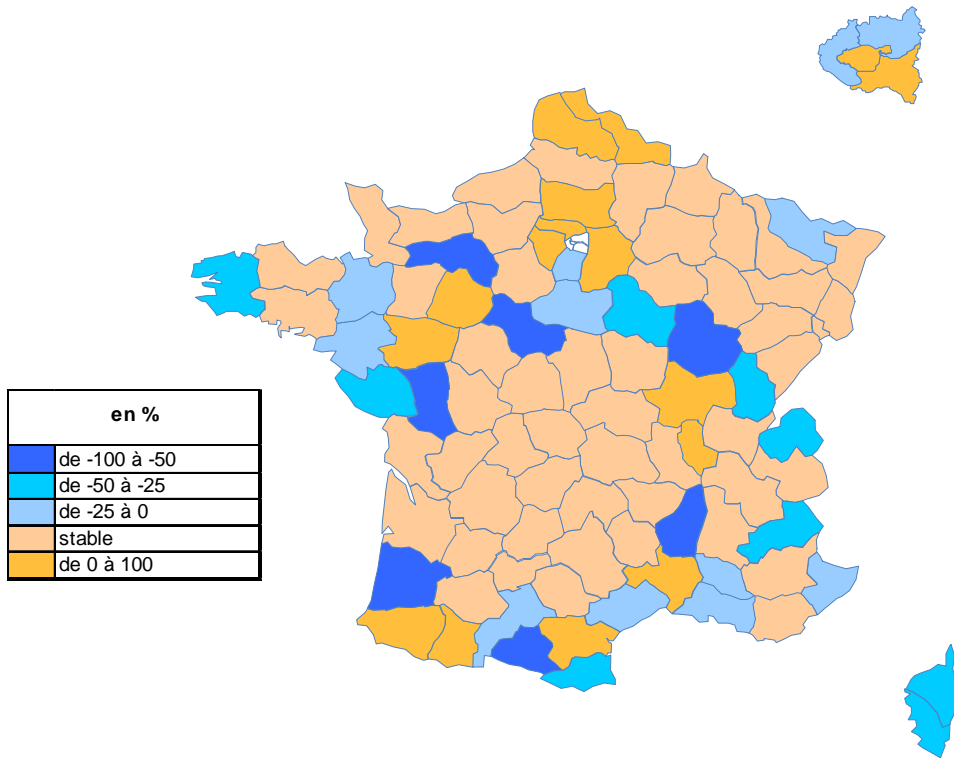 en %
de -100 à -50
de -50 à -25
de -25 à 0
stable
de 0 à 100